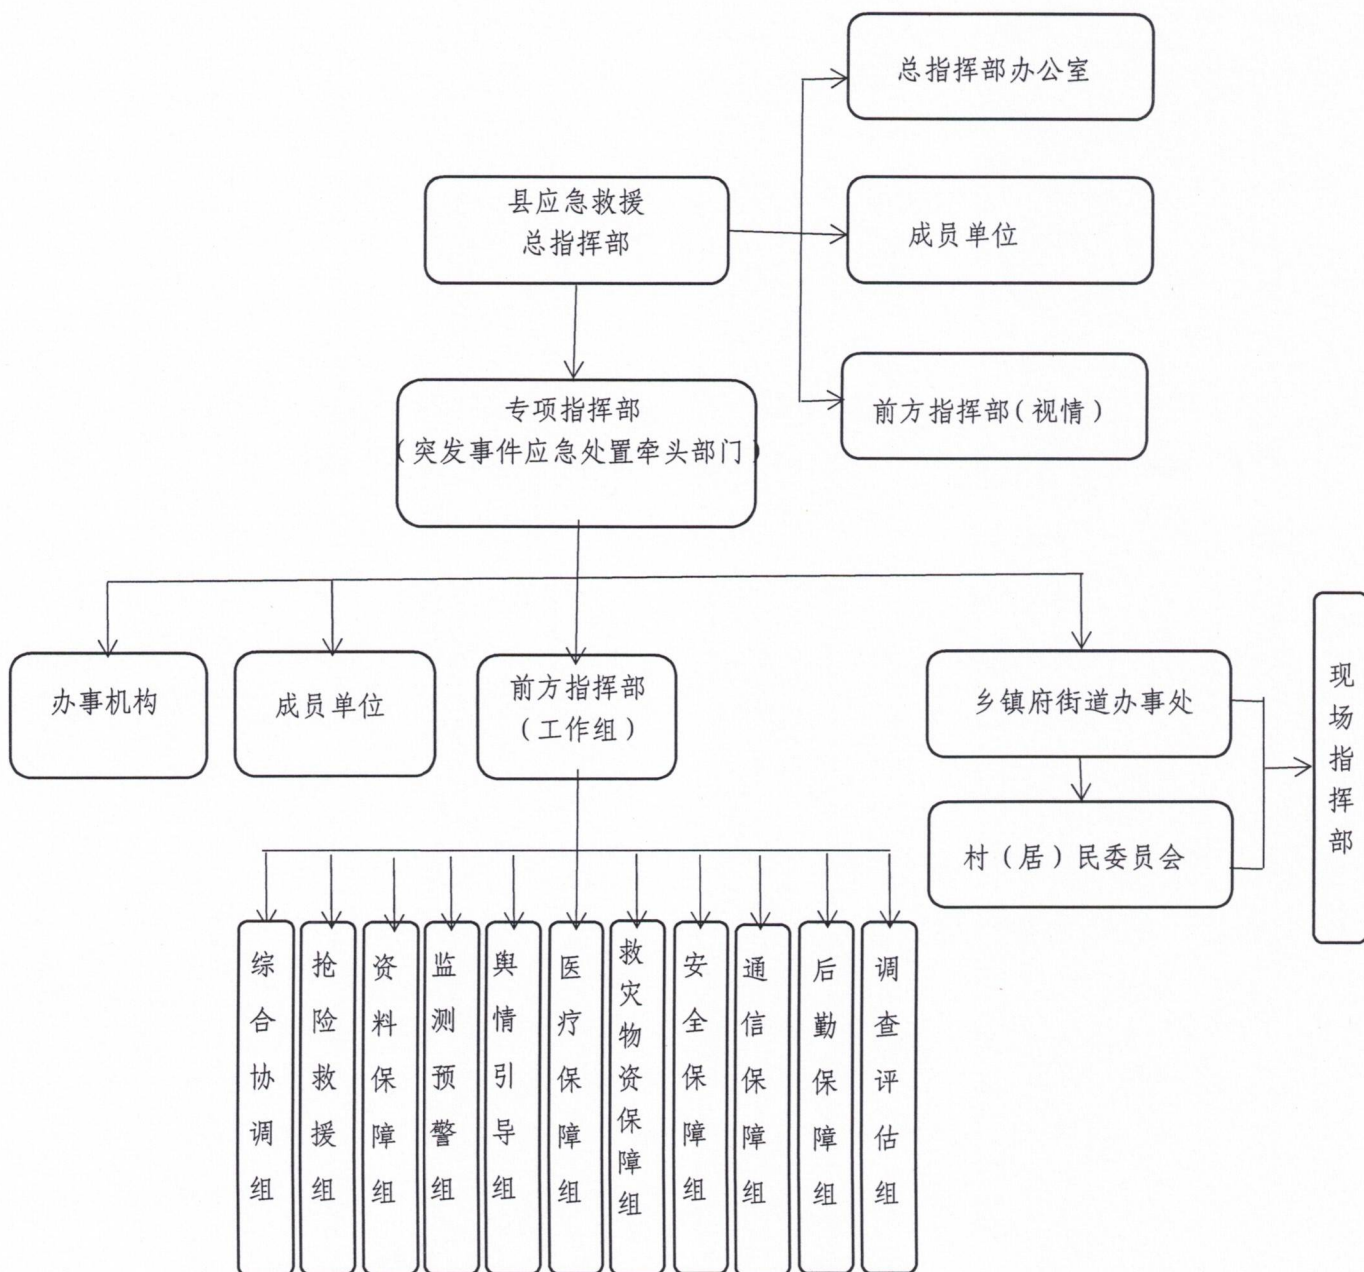 总指挥部办公室
县应急救援
总指挥部
成员单位
专项指挥部
（突发事件应急处置牵头部门）
前方指挥部（视情）
办事机构
成员单位
前方指挥部
（工作组）
乡镇府街道办事处
村（居）民委员会
现场指挥部
综合协调组
抢险救援组
资料保障组
监测预警组
舆情引导组
医疗保障组
救灾物资保障组
安全保障组
通信保障组
后勤保障组
调查评估组